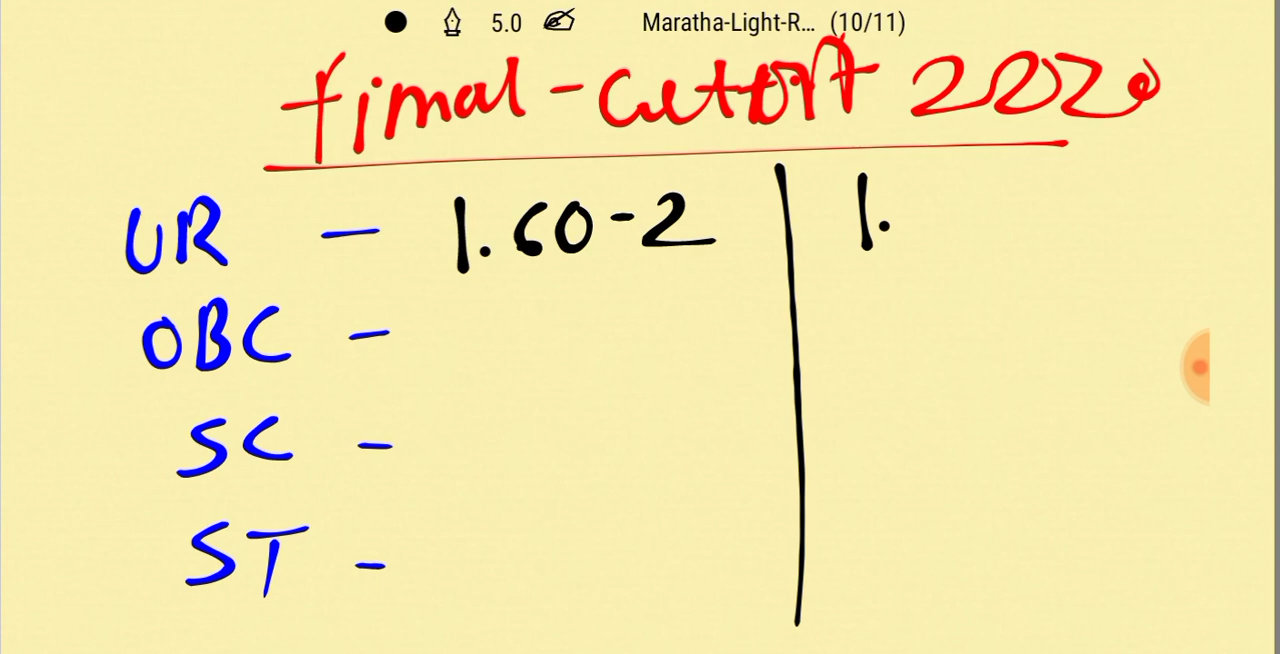 5.0 Maratha-Light-R... (10/11)
final-cutoff 2020
UR - 1.60-2 1.
OBC -
SC -
ST -